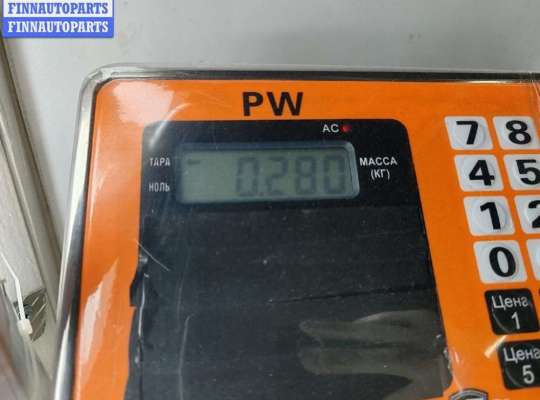 FINNAUTOPARTS
FINNAUTOPARTS
PW
AC
ТАРА
НОЛЬ
- 0.280
МАССА
(КГ)
7 8
4 5
1 2
0
Цена
1
Цена
5